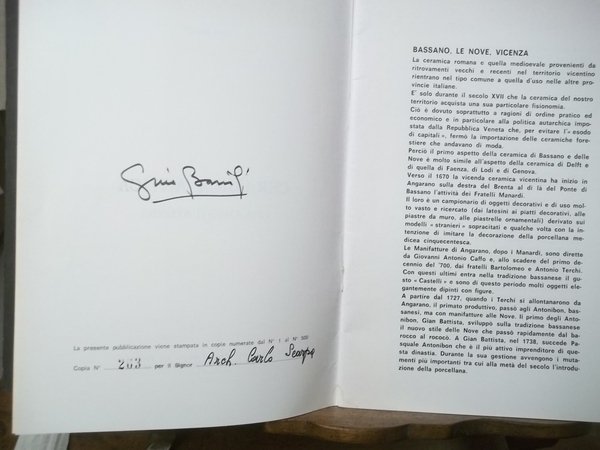 La presente pubblicazione viene stampata in copie numerate dal N° 1 al N° 500
Copia N° 263 per il Signor Arch. Carlo Scarpa
BASSANO, LE NOVE, VICENZA
La ceramica romana e quella medioevale provenienti da
ritrovamenti vecchi e recenti nel territorio vicentino
rientrano nel tipo comune a quella d'uso nelle altre pro-
vincie italiane.
E' solo durante il secolo XVII che la ceramica del nostro
territorio acquista una sua particolare fisionomia.
Ciò è dovuto soprattutto a ragioni di ordine pratico ed
economico e in particolare alla politica autarchica impo-
stata dalla Repubblica Veneta che, per evitare l'« esodo
di capitali », fermò la importazione delle ceramiche fore-
stiere che andavano di moda.
Perciò il primo aspetto della ceramica di Bassano e delle
Nove è molto simile all'aspetto della ceramica di Delft e
di quella di Faenza, di Lodi e di Genova.
Verso il 1670 la vicenda ceramica vicentina ha inizio in
Angarano sulla destra del Brenta al di là del Ponte di
Bassano l'attività dei Fratelli Manardi.
Il loro è un campionario di oggetti decorativi e di uso mol-
to vasto e ricercato (dai latesini ai piatti decorativi, alle
piastre da muro, alle piastrelle ornamentali) derivato sui
modelli « stranieri » sopracitati e qualche volta con la in-
tenzione di imitare la decorazione della porcellana me-
dicea cinquecentesca.
Le Manifatture di Angarano, dopo i Manardi, sono dirette
da Giovanni Antonio Caffo e, allo scadere del primo de-
cennio del '700, dai fratelli Bartolomeo e Antonio Terchi.
Con questi ultimi entra nella tradizione bassanese il gu-
sto « Castelli » e sono di questo periodo molti oggetti ele-
gantemente dipinti con figure.
A partire dal 1727, quando i Terchi si allontanarono da
Angarano, il primato produttivo, passò agli Antonibon, bas-
sanesi, ma con manifatture alle Nove. Il primo degli Anto-
nibon, Gian Battista, sviluppò sulla tradizione bassanese
il nuovo stile delle Nove che passò rapidamente dal ba-
rocco al rococò. A Gian Battista, nel 1738, succede Pa-
squale Antonibon che è il più attivo imprenditore di que-
sta dinastia. Durante la sua gestione avvengono i muta-
menti più importanti tra cui alla metà del secolo l'introdu-
zione della porcellana.